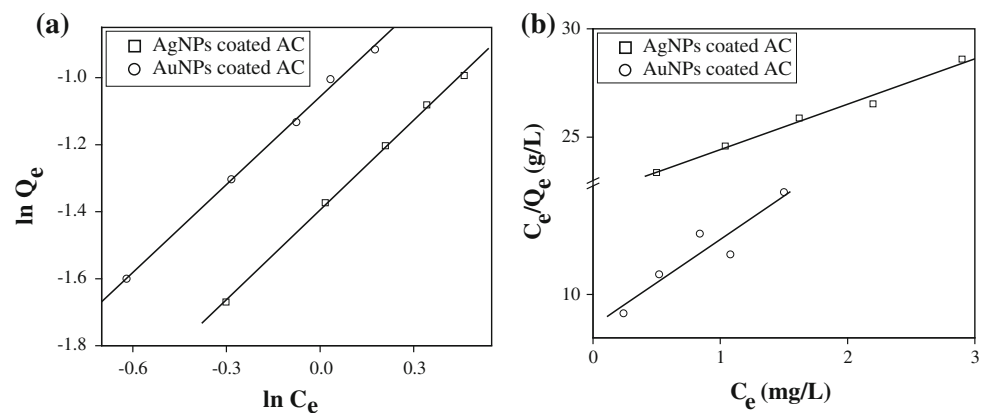 (a)
AgNPs coated AC
AuNPs coated AC
-1.0
-1.2
-1.4
-1.6
-1.8
ln Qe
-0.6
-0.3
0.0
0.3
ln Ce
(b)
AgNPs coated AC
AuNPs coated AC
30
25
10
Ce/Qe (g/L)
0
1
2
3
Ce (mg/L)